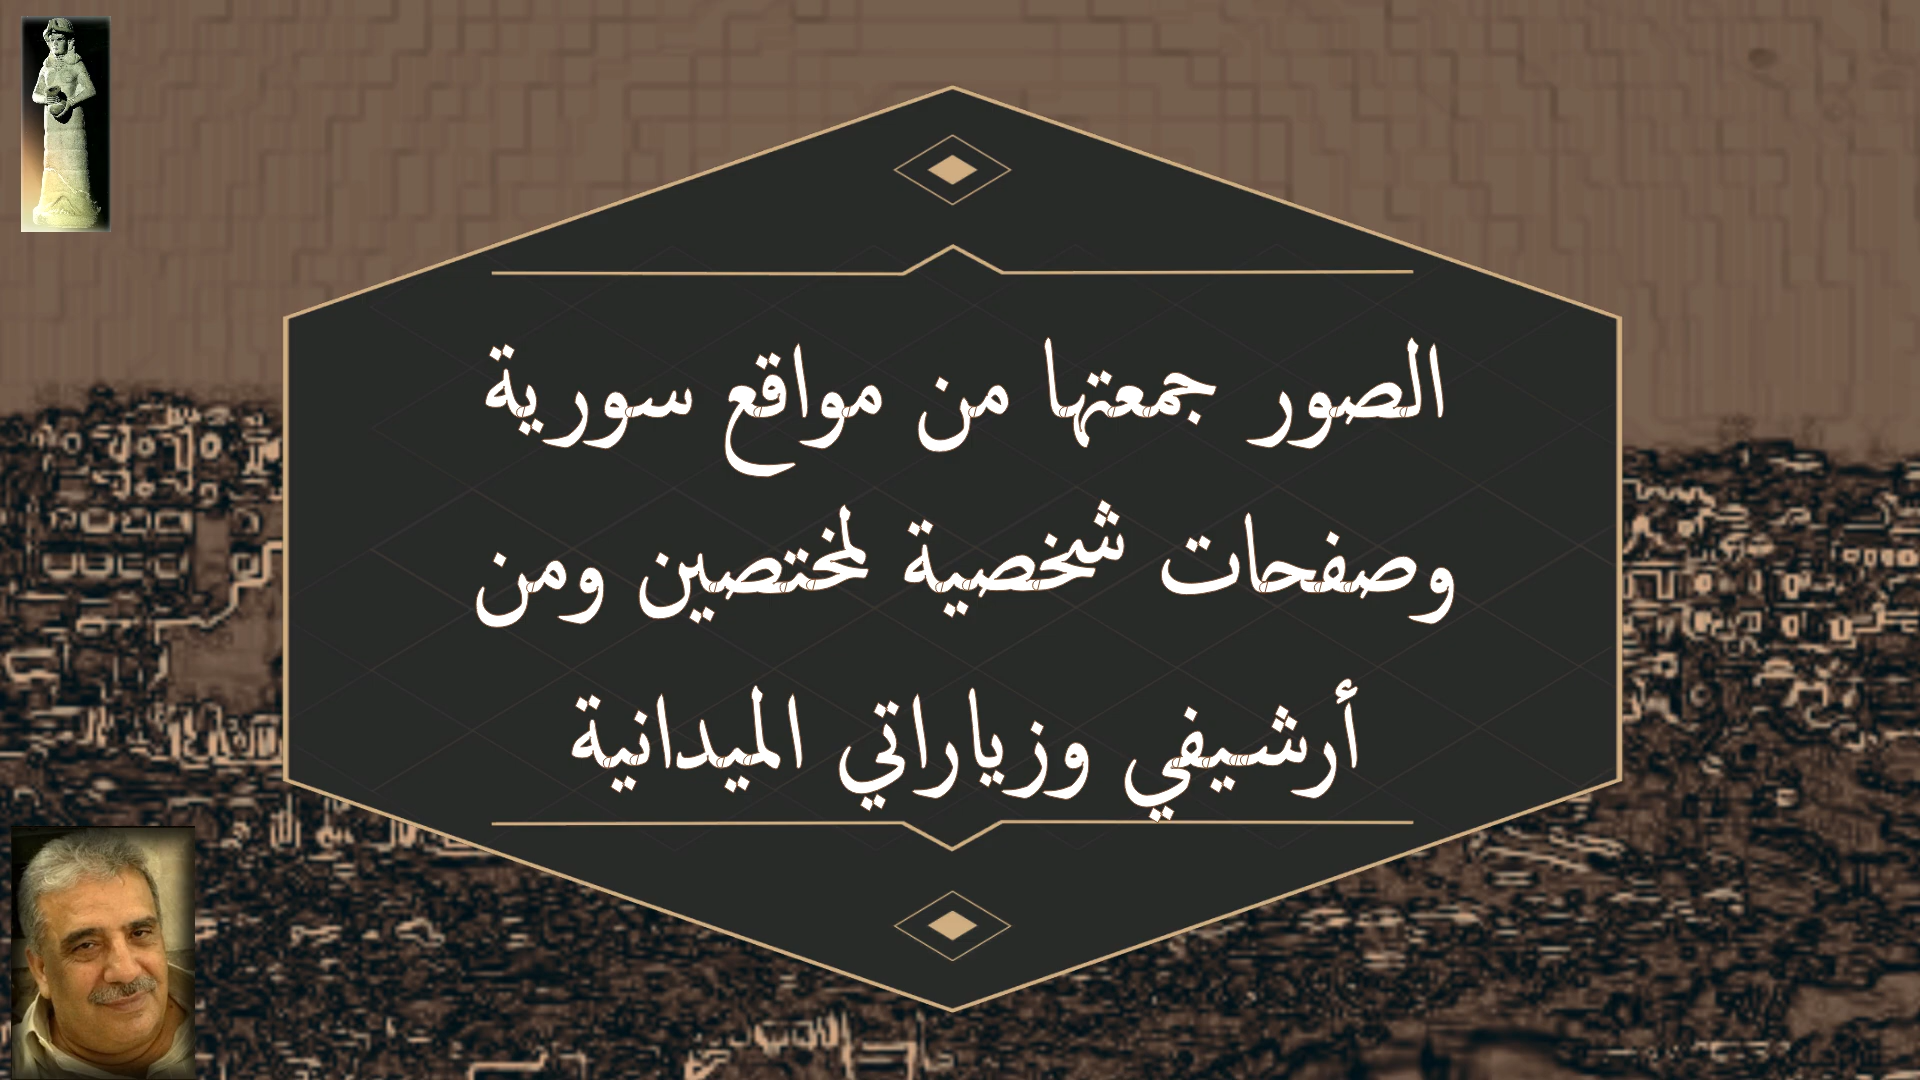 الصور جمعتها من مواقع سورية
وصفحات شخصية لمختصين ومن
أرشيفي وزياراتي الميدانية